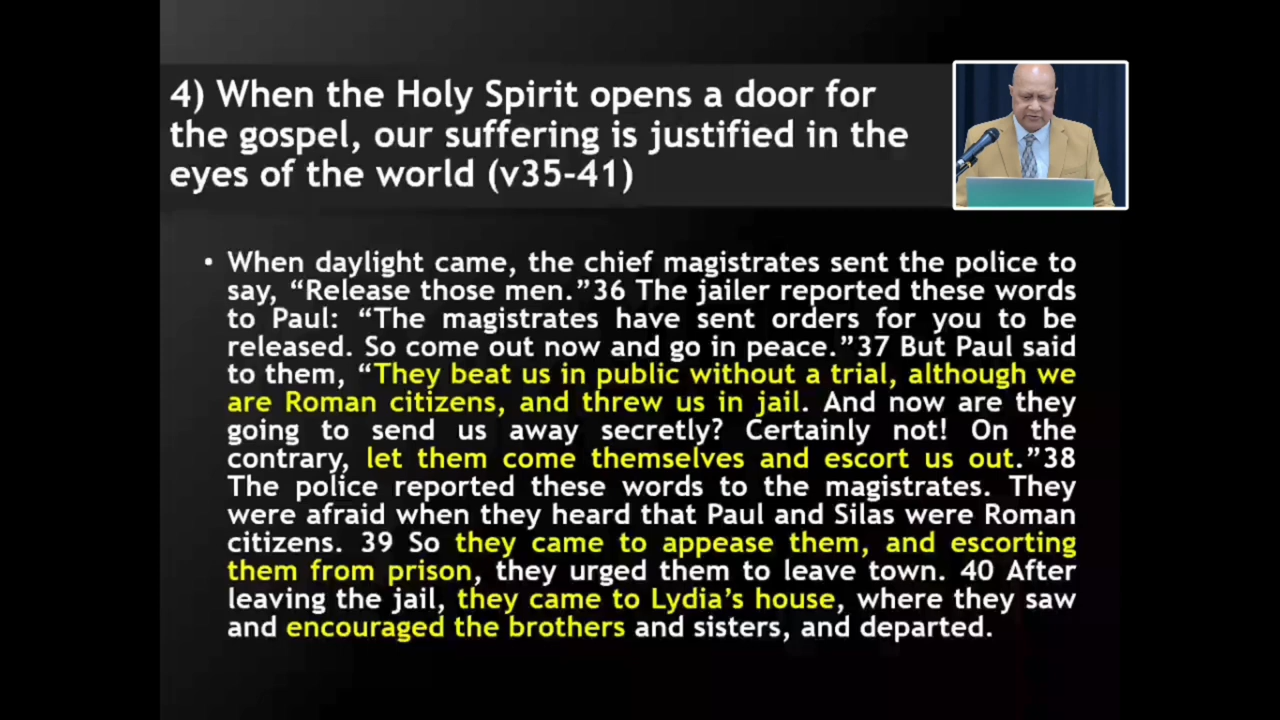 4) When the Holy Spirit opens a door for
the gospel, our suffering is justified in the
eyes of the world (v35-41)
• When daylight came, the chief magistrates sent the police to
say, “Release those men.”36 The jailer reported these words
to Paul: “The magistrates have sent orders for you to be
released. So come out now and go in peace.”37 But Paul said
to them, “They beat us in public without a trial, although we
are Roman citizens, and threw us in jail. And now are they
going to send us away secretly? Certainly not! On the
contrary, let them come themselves and escort us out.”38
The police reported these words to the magistrates. They
were afraid when they heard that Paul and Silas were Roman
citizens. 39 So they came to appease them, and escorting
them from prison, they urged them to leave town. 40 After
leaving the jail, they came to Lydia’s house, where they saw
and encouraged the brothers and sisters, and departed.